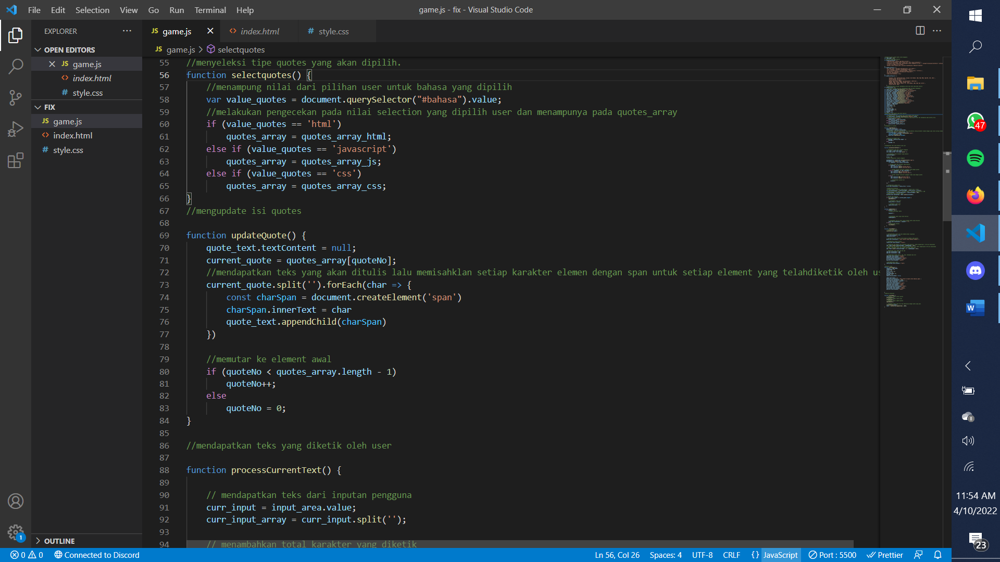 File Edit Selection View Go Run Terminal Help
game.js - fix - Visual Studio Code
EXPLORER
OPEN EDITORS
JS game.js
<> index.html
# style.css
FIX
JS game.js
<> index.html
# style.css
OUTLINE
JS game.js
<> index.html
# style.css
JS game.js > selectquotes
55 //menyeleksi tipe quotes yang akan dipilih.
56 function selectquotes() {
57 //menampung nilai dari pilihan user untuk bahasa yang dipilih
58 var value_quotes = document.querySelector("#bahasa").value;
59 //melakukan pengecekan pada nilai selection yang dipilih user dan menampunya pada quotes_array
60 if (value_quotes == 'html')
61 quotes_array = quotes_array_html;
62 else if (value_quotes == 'javascript')
63 quotes_array = quotes_array_js;
64 else if (value_quotes == 'css')
65 quotes_array = quotes_array_css;
66 }
67 //mengupdate isi quotes
68
69 function updateQuote() {
70 quote_text.textContent = null;
71 current_quote = quotes_array[quoteNo];
72 //mendapatkan teks yang akan ditulis lalu memisahklan setiap karakter elemen dengan span untuk setiap element yang telahdiketik oleh us
73 current_quote.split('').forEach(char => {
74 const charSpan = document.createElement('span')
75 charSpan.innerText = char
76 quote_text.appendChild(charSpan)
77 })
78
79 //memutar ke element awal
80 if (quoteNo < quotes_array.length - 1)
81 quoteNo++;
82 else
83 quoteNo = 0;
84 }
85
86 //mendapatkan teks yang diketik oleh user
87
88 function processCurrentText() {
89
90 // mendapatkan teks dari inputan pengguna
91 curr_input = input_area.value;
92 curr_input_array = curr_input.split('');
93
94 // menambahkan total karakter yang diketik
1
0 0 Connected to Discord
Ln 56, Col 26 Spaces: 4 UTF-8 CRLF {} JavaScript Port : 5500 Prettier
47
W
11:54 AM
4/10/2022
23